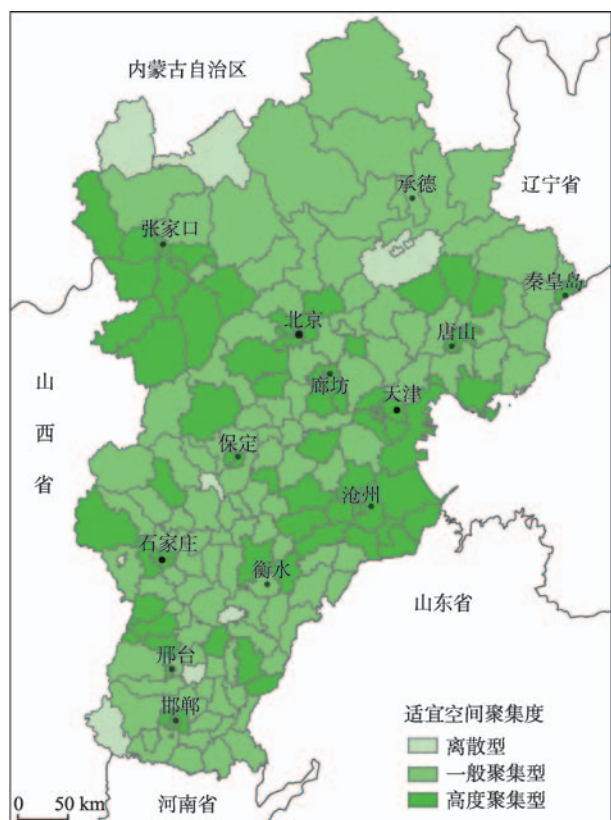 内蒙古自治区
承德
辽宁省
张家口
秦皇岛
北京
唐山
廊坊
天津
山西省
保定
沧州
石家庄
衡水
山东省
邢台
邯郸
适宜空间聚集度
离散型
一般聚集型
高度聚集型
0 50 km
河南省